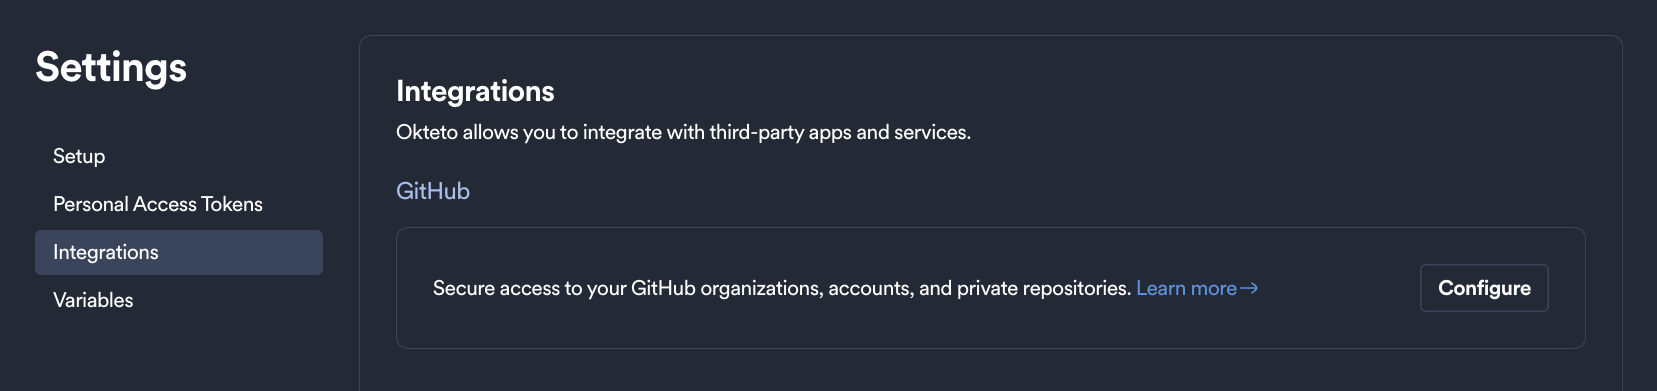 Settings
Setup
Personal Access Tokens
Integrations
Variables
Integrations
Okteto allows you to integrate with third-party apps and services.
GitHub
Secure access to your GitHub organizations, accounts, and private repositories. Learn more→
Configure